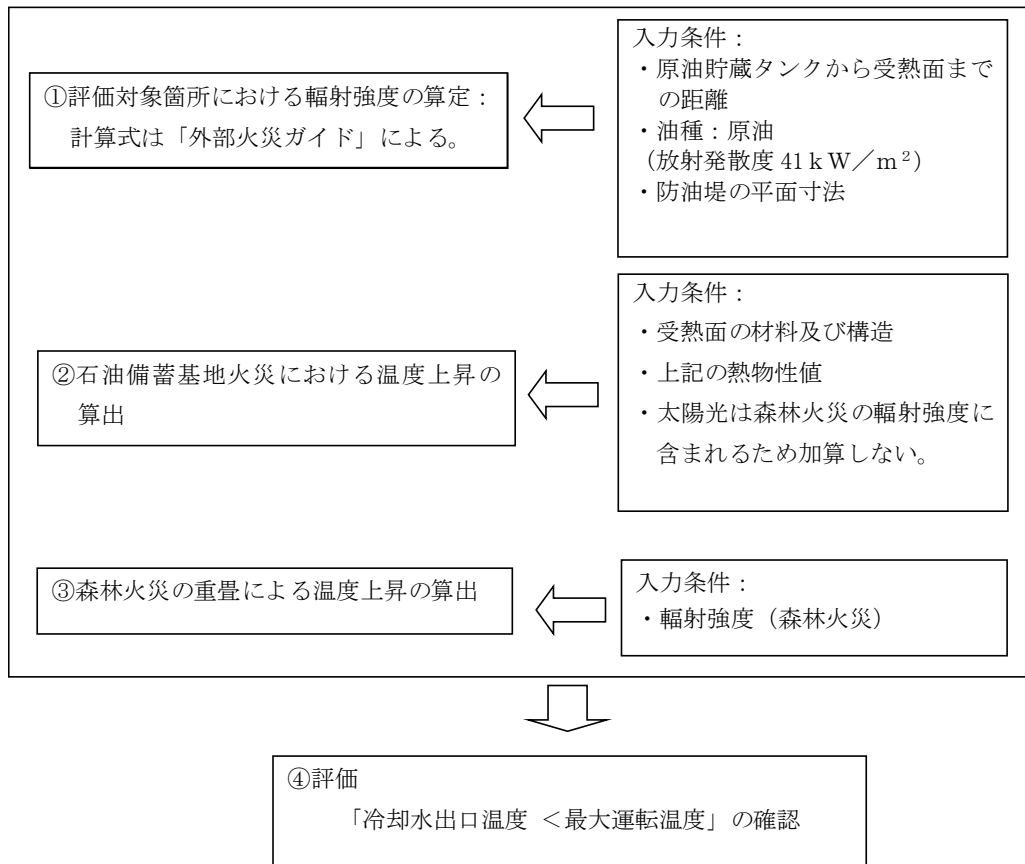 ①評価対象箇所における輻射強度の算定：
計算式は「外部火災ガイド」による。
入力条件：
・原油貯蔵タンクから受熱面まで
の距離
・油種：原油
（放射発散度 41ｋＷ／ｍ²）
・防油堤の平面寸法
②石油備蓄基地火災における温度上昇の
算出
入力条件：
・受熱面の材料及び構造
・上記の熱物性値
・太陽光は森林火災の輻射強度に
含まれるため加算しない。
③森林火災の重畳による温度上昇の算出
入力条件：
・輻射強度（森林火災）
④評価
「冷却水出口温度 ＜最大運転温度」の確認